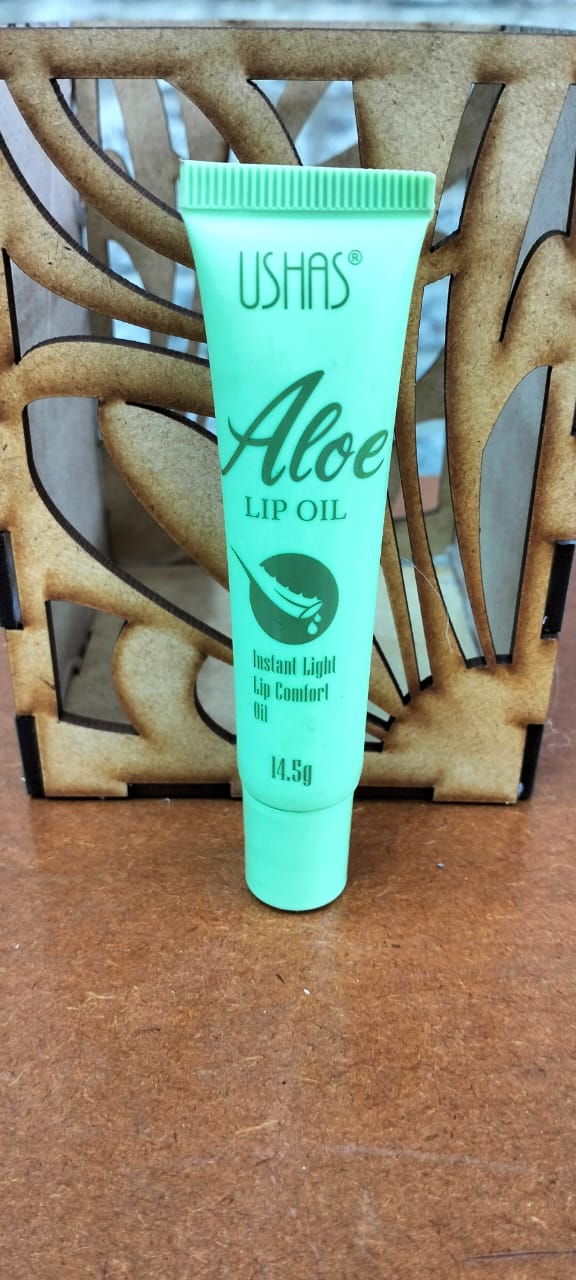 USHAS®
Aloe
LIP OIL
Instant Light
Lip Comfort
Oil
14.5g